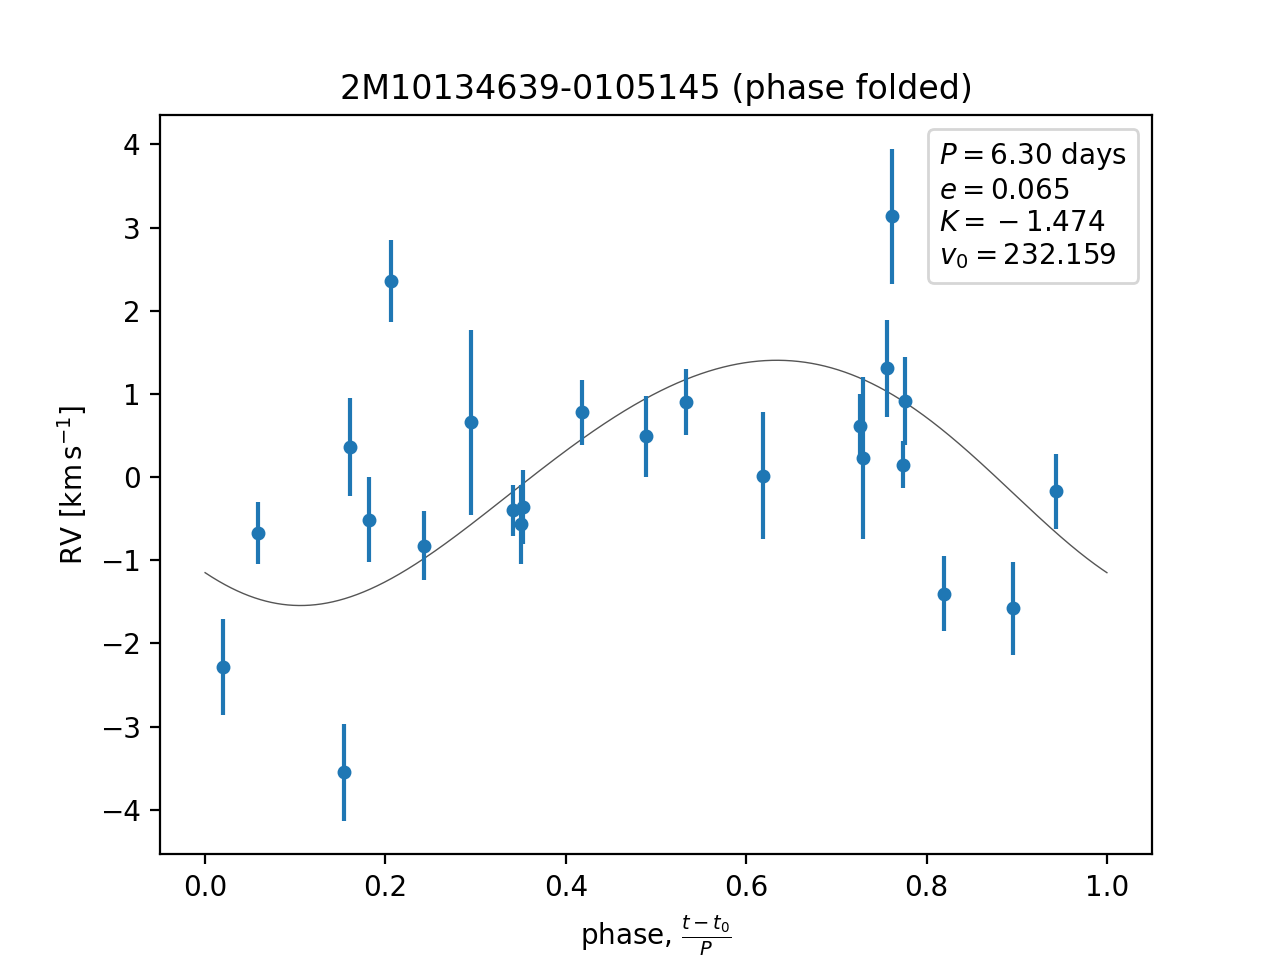 2M10134639-0105145 (phase folded)
P = 6.30 days
e = 0.065
K = −1.474
v₀ = 232.159
4
3
2
1
0
−1
−2
−3
−4
RV [km s⁻¹]
0.0 0.2 0.4 0.6 0.8 1.0
phase, (t − t₀)/P